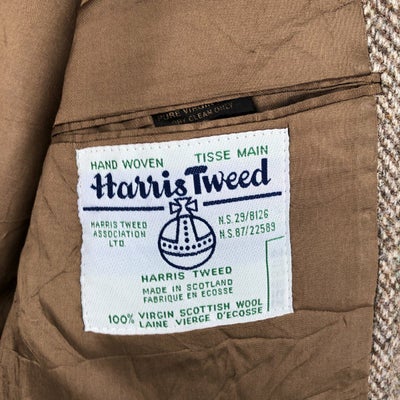 PURE VIRGIN
DRY CLEAN ONLY
HAND WOVEN TISSE MAIN
Harris Tweed
HARRIS TWEED
ASSOCIATION
LTD.
N.S. 29/8126
N.S. 87/22589
HARRIS TWEED
MADE IN SCOTLAND
FABRIQUE EN ECOSSE
100% VIRGIN SCOTTISH WOOL
LAINE VIERGE D'ECOSSE